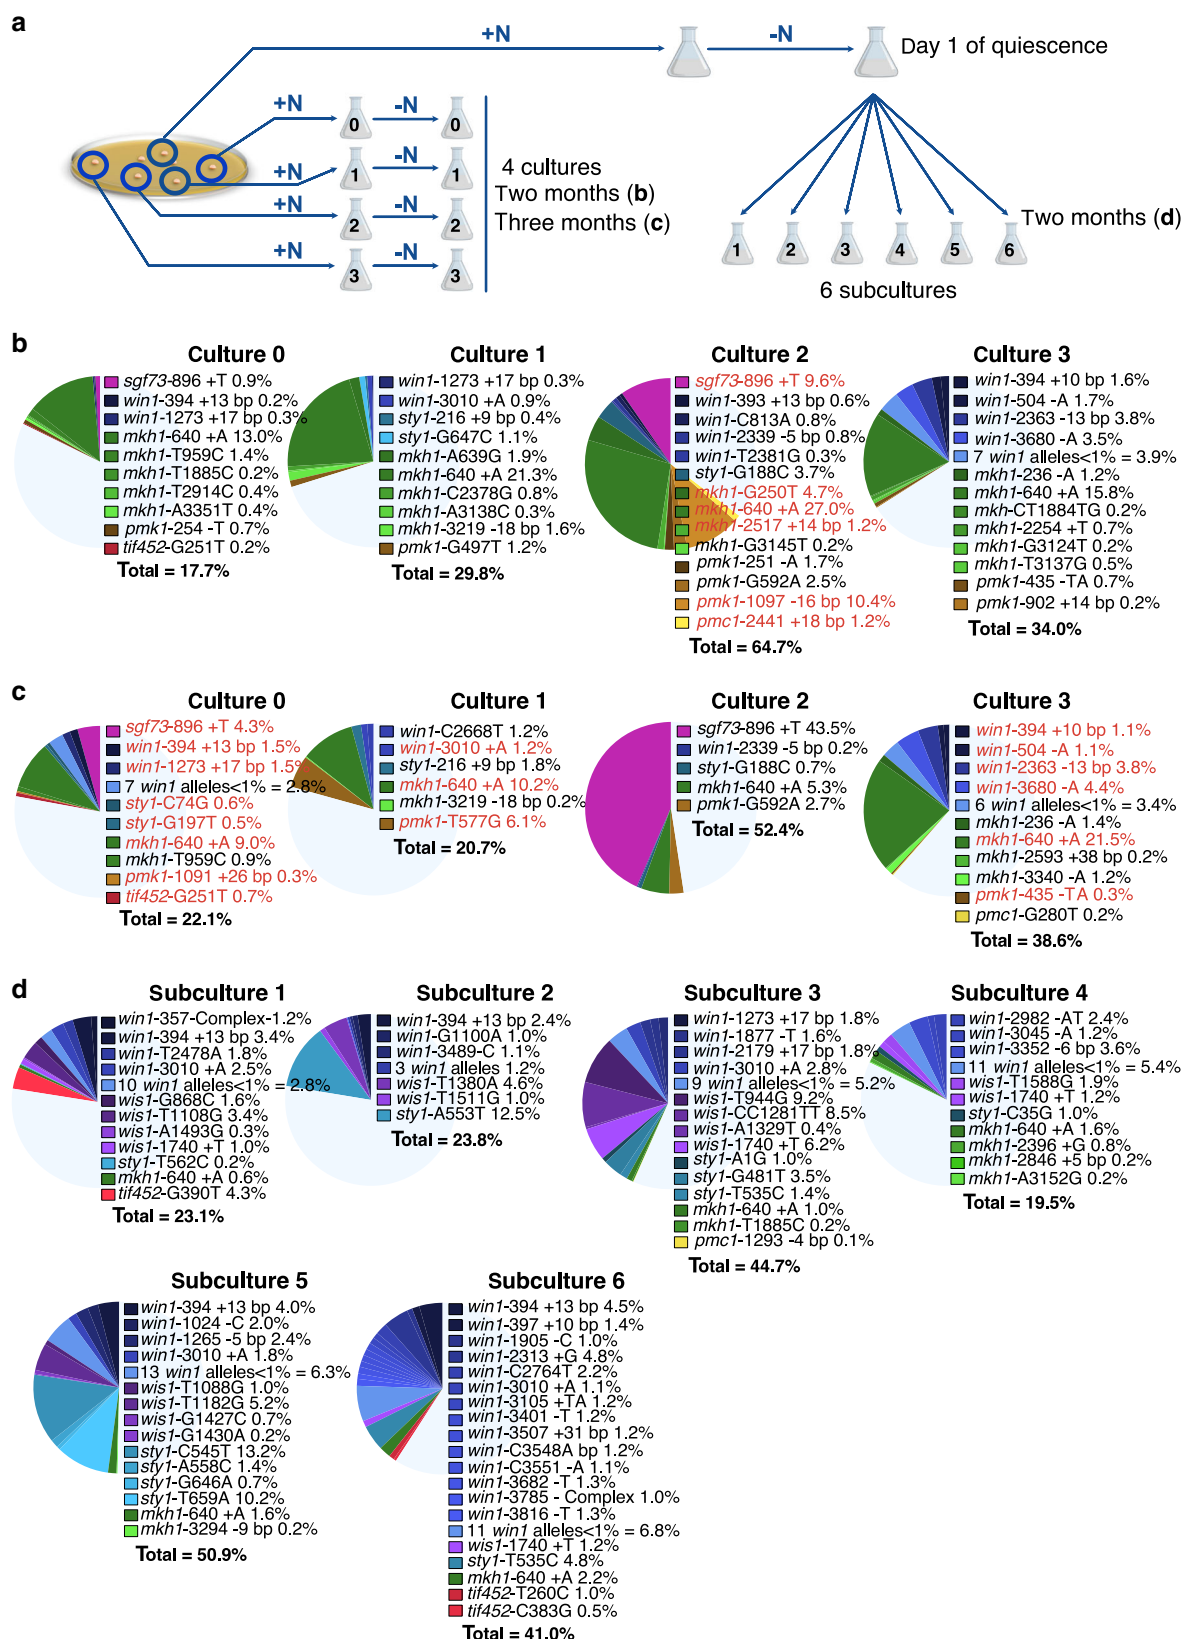 a
+N
-N
Day 1 of quiescence
+N
-N
0
0
+N
-N
1
1
+N
-N
2
2
+N
-N
3
3
4 cultures
Two months (b)
Three months (c)
1
2
3
4
5
6
Two months (d)
6 subcultures
b
Culture 0
sgf73-896 +T 0.9%
win1-394 +13 bp 0.2%
win1-1273 +17 bp 0.3%
mkh1-640 +A 13.0%
mkh1-T959C 1.4%
mkh1-T1885C 0.2%
mkh1-T2914C 0.4%
mkh1-A3351T 0.4%
pmk1-254 -T 0.7%
tif452-G251T 0.2%
Total = 17.7%
Culture 1
win1-1273 +17 bp 0.3%
win1-3010 +A 0.9%
sty1-216 +9 bp 0.4%
sty1-G647C 1.1%
mkh1-A639G 1.9%
mkh1-640 +A 21.3%
mkh1-C2378G 0.8%
mkh1-A3138C 0.3%
mkh1-3219 -18 bp 1.6%
pmk1-G497T 1.2%
Total = 29.8%
Culture 2
sgf73-896 +T 9.6%
win1-393 +13 bp 0.6%
win1-C813A 0.8%
win1-2339 -5 bp 0.8%
win1-T2381G 0.3%
sty1-G188C 3.7%
mkh1-G250T 4.7%
mkh1-640 +A 27.0%
mkh1-2517 +14 bp 1.2%
mkh1-G3145T 0.2%
pmk1-251 -A 1.7%
pmk1-G592A 2.5%
pmk1-1097 -16 bp 10.4%
pmc1-2441 +18 bp 1.2%
Total = 64.7%
Culture 3
win1-394 +10 bp 1.6%
win1-504 -A 1.7%
win1-2363 -13 bp 3.8%
win1-3680 -A 3.5%
7 win1 alleles<1% = 3.9%
mkh1-236 -A 1.2%
mkh1-640 +A 15.8%
mkh-CT1884TG 0.2%
mkh1-2254 +T 0.7%
mkh1-G3124T 0.2%
mkh1-T3137G 0.5%
pmk1-435 -TA 0.7%
pmk1-902 +14 bp 0.2%
Total = 34.0%
c
Culture 0
sgf73-896 +T 4.3%
win1-394 +13 bp 1.5%
win1-1273 +17 bp 1.5%
7 win1 alleles<1% = 2.8%
sty1-C74G 0.6%
sty1-G197T 0.5%
mkh1-640 +A 9.0%
mkh1-T959C 0.9%
pmk1-1091 +26 bp 0.3%
tif452-G251T 0.7%
Total = 22.1%
Culture 1
win1-C2668T 1.2%
win1-3010 +A 1.2%
sty1-216 +9 bp 1.8%
mkh1-640 +A 10.2%
mkh1-3219 -18 bp 0.2%
pmk1-T577G 6.1%
Total = 20.7%
Culture 2
sgf73-896 +T 43.5%
win1-2339 -5 bp 0.2%
sty1-G188C 0.7%
mkh1-640 +A 5.3%
pmk1-G592A 2.7%
Total = 52.4%
Culture 3
win1-394 +10 bp 1.1%
win1-504 -A 1.1%
win1-2363 -13 bp 3.8%
win1-3680 -A 4.4%
6 win1 alleles<1% = 3.4%
mkh1-236 -A 1.4%
mkh1-640 +A 21.5%
mkh1-2593 +38 bp 0.2%
mkh1-3340 -A 1.2%
pmk1-435 -TA 0.3%
pmc1-G280T 0.2%
Total = 38.6%
d
Subculture 1
win1-357-Complex-1.2%
win1-394 +13 bp 3.4%
win1-T2478A 1.8%
win1-3010 +A 2.5%
10 win1 alleles<1% = 2.8%
wis1-G868C 1.6%
wis1-T1108G 3.4%
wis1-A1493G 0.3%
wis1-1740 +T 1.0%
sty1-T562C 0.2%
mkh1-640 +A 0.6%
tif452-G390T 4.3%
Total = 23.1%
Subculture 2
win1-394 +13 bp 2.4%
win1-G1100A 1.0%
win1-3489-C 1.1%
3 win1 alleles 1.2%
wis1-T1380A 4.6%
wis1-T1511G 1.0%
sty1-A553T 12.5%
Total = 23.8%
Subculture 3
win1-1273 +17 bp 1.8%
win1-1877 -T 1.6%
win1-2179 +17 bp 1.8%
win1-3010 +A 2.8%
9 win1 alleles<1% = 5.2%
wis1-T944G 9.2%
wis1-CC1281TT 8.5%
wis1-A1329T 0.4%
wis1-1740 +T 6.2%
sty1-A1G 1.0%
sty1-G481T 3.5%
sty1-T535C 1.4%
mkh1-640 +A 1.0%
mkh1-T1885C 0.2%
pmc1-1293 -4 bp 0.1%
Total = 44.7%
Subculture 4
win1-2982 -AT 2.4%
win1-3045 -A 1.2%
win1-3352 -6 bp 3.6%
11 win1 alleles<1% = 5.4%
wis1-T1588G 1.9%
wis1-1740 +T 1.2%
sty1-C35G 1.0%
mkh1-640 +A 1.6%
mkh1-2396 +G 0.8%
mkh1-2846 +5 bp 0.2%
mkh1-A3152G 0.2%
Total = 19.5%
Subculture 5
win1-394 +13 bp 4.0%
win1-1024 -C 2.0%
win1-1265 -5 bp 2.4%
win1-3010 +A 1.8%
13 win1 alleles<1% = 6.3%
wis1-T1088G 1.0%
wis1-T1182G 5.2%
wis1-G1427C 0.7%
wis1-G1430A 0.2%
sty1-C545T 13.2%
sty1-A558C 1.4%
sty1-G646A 0.7%
sty1-T659A 10.2%
mkh1-640 +A 1.6%
mkh1-3294 -9 bp 0.2%
Total = 50.9%
Subculture 6
win1-394 +13 bp 4.5%
win1-397 +10 bp 1.4%
win1-1905 -C 1.0%
win1-2313 +G 4.8%
win1-C2764T 2.2%
win1-3010 +A 1.1%
win1-3105 +TA 1.2%
win1-3401 -T 1.2%
win1-3507 +31 bp 1.2%
win1-C3548A bp 1.2%
win1-C3551 -A 1.1%
win1-3682 -T 1.3%
win1-3785 - Complex 1.0%
win1-3816 -T 1.3%
11 win1 alleles<1% = 6.8%
wis1-1740 +T 1.2%
sty1-T535C 4.8%
mkh1-640 +A 2.2%
tif452-T260C 1.0%
tif452-C383G 0.5%
Total = 41.0%